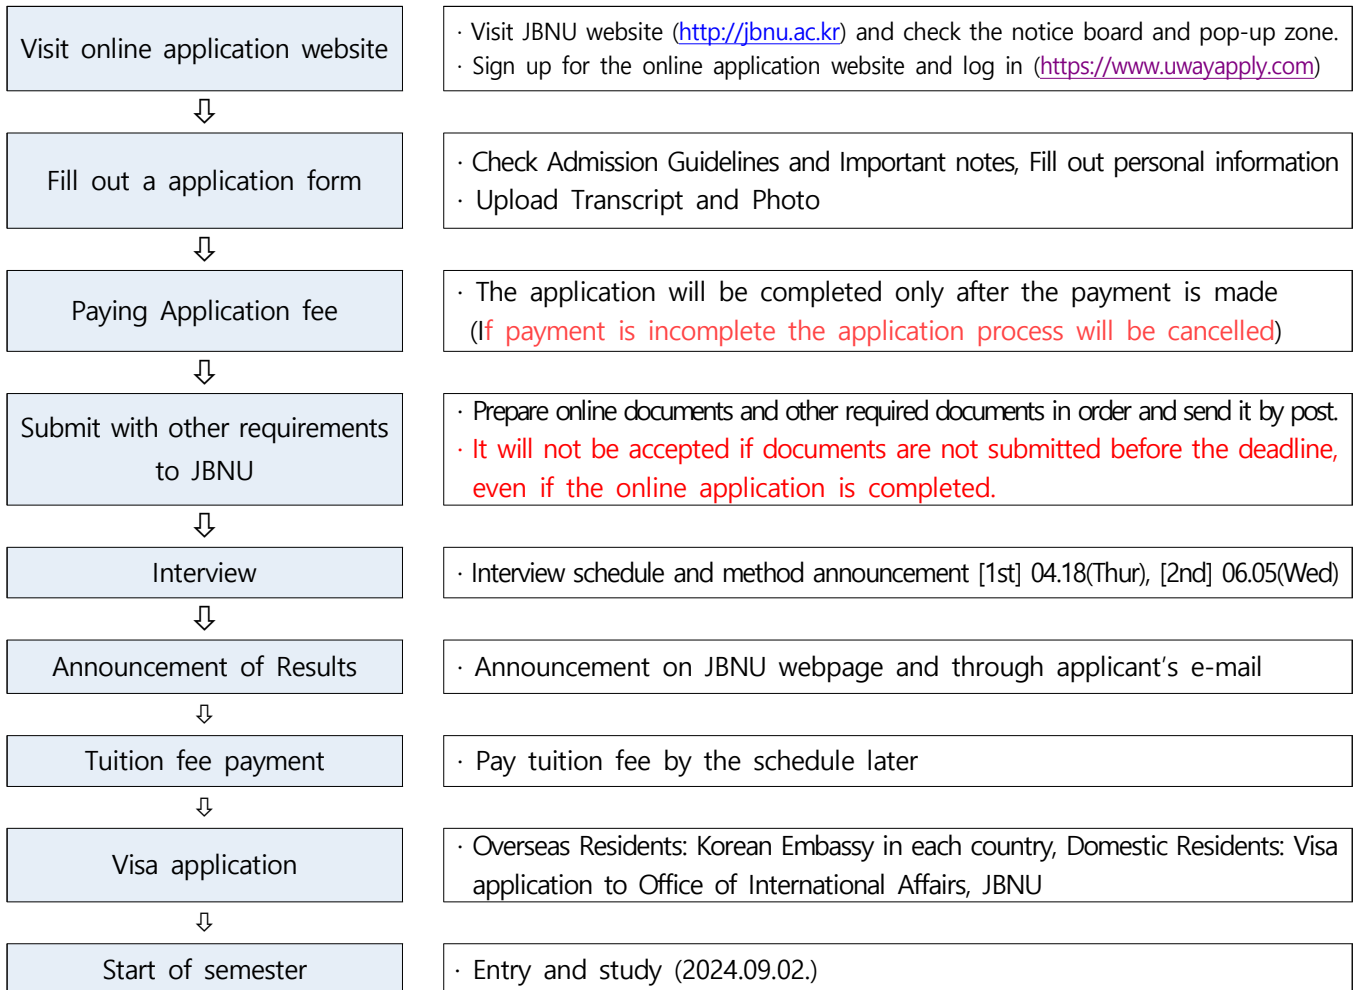 Visit online application website
· Visit JBNU website (http://jbnu.ac.kr) and check the notice board and pop-up zone.
· Sign up for the online application website and log in (https://www.uwayapply.com)
⇩
Fill out a application form
· Check Admission Guidelines and Important notes, Fill out personal information
· Upload Transcript and Photo
⇩
Paying Application fee
· The application will be completed only after the payment is made
(If payment is incomplete the application process will be cancelled)
⇩
Submit with other requirements
to JBNU
· Prepare online documents and other required documents in order and send it by post.
· It will not be accepted if documents are not submitted before the deadline,
even if the online application is completed.
⇩
Interview
· Interview schedule and method announcement [1st] 04.18(Thur), [2nd] 06.05(Wed)
⇩
Announcement of Results
· Announcement on JBNU webpage and through applicant's e-mail
⇩
Tuition fee payment
· Pay tuition fee by the schedule later
⇩
Visa application
· Overseas Residents: Korean Embassy in each country, Domestic Residents: Visa
application to Office of International Affairs, JBNU
⇩
Start of semester
· Entry and study (2024.09.02.)